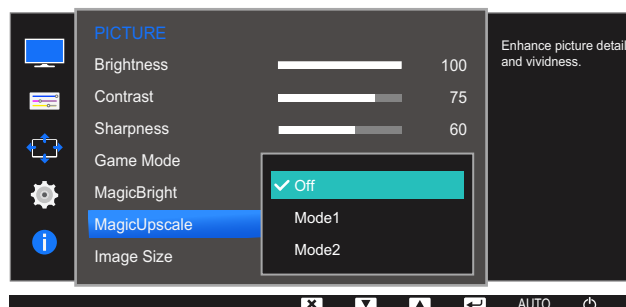 PICTURE
Brightness 100
Contrast 75
Sharpness 60
Game Mode
MagicBright
MagicUpscale
Image Size
Off
Mode1
Mode2
Enhance picture detail
and vividness.
AUTO